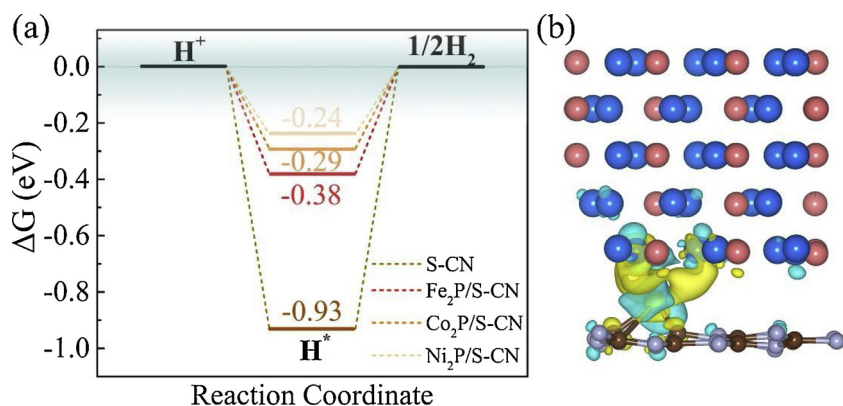 (a)
(b)
H⁺
1/2H₂
0.0
-0.2
-0.4
-0.6
-0.8
-1.0
ΔG (eV)
-0.24
-0.29
-0.38
-0.93
H*
S-CN
Fe₂P/S-CN
Co₂P/S-CN
Ni₂P/S-CN
Reaction Coordinate